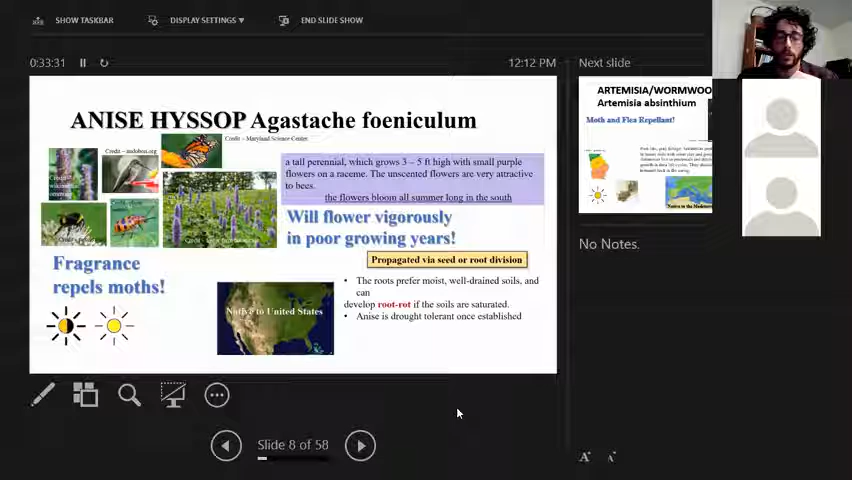 SHOW TASKBAR
DISPLAY SETTINGS ▼
END SLIDE SHOW
0:33:31
12:12 PM
ANISE HYSSOP Agastache foeniculum
Credit – Maryland Science Center
Credit – audobon.org
Credit –
a tall perennial, which grows 3 – 5 ft high with small purple
flowers on a raceme. The unscented flowers are very attractive
to bees.
the flowers bloom all summer long in the south
Will flower vigorously
in poor growing years!
Propagated via seed or root division
Fragrance
repels moths!
Native to United States
• The roots prefer moist, well-drained soils, and
can
develop root-rot if the soils are saturated.
• Anise is drought tolerant once established
Next slide
ARTEMISIA/WORMWOO
Artemisia absinthium
Moth and Flea Repellant!
No Notes.
Slide 8 of 58
A
A